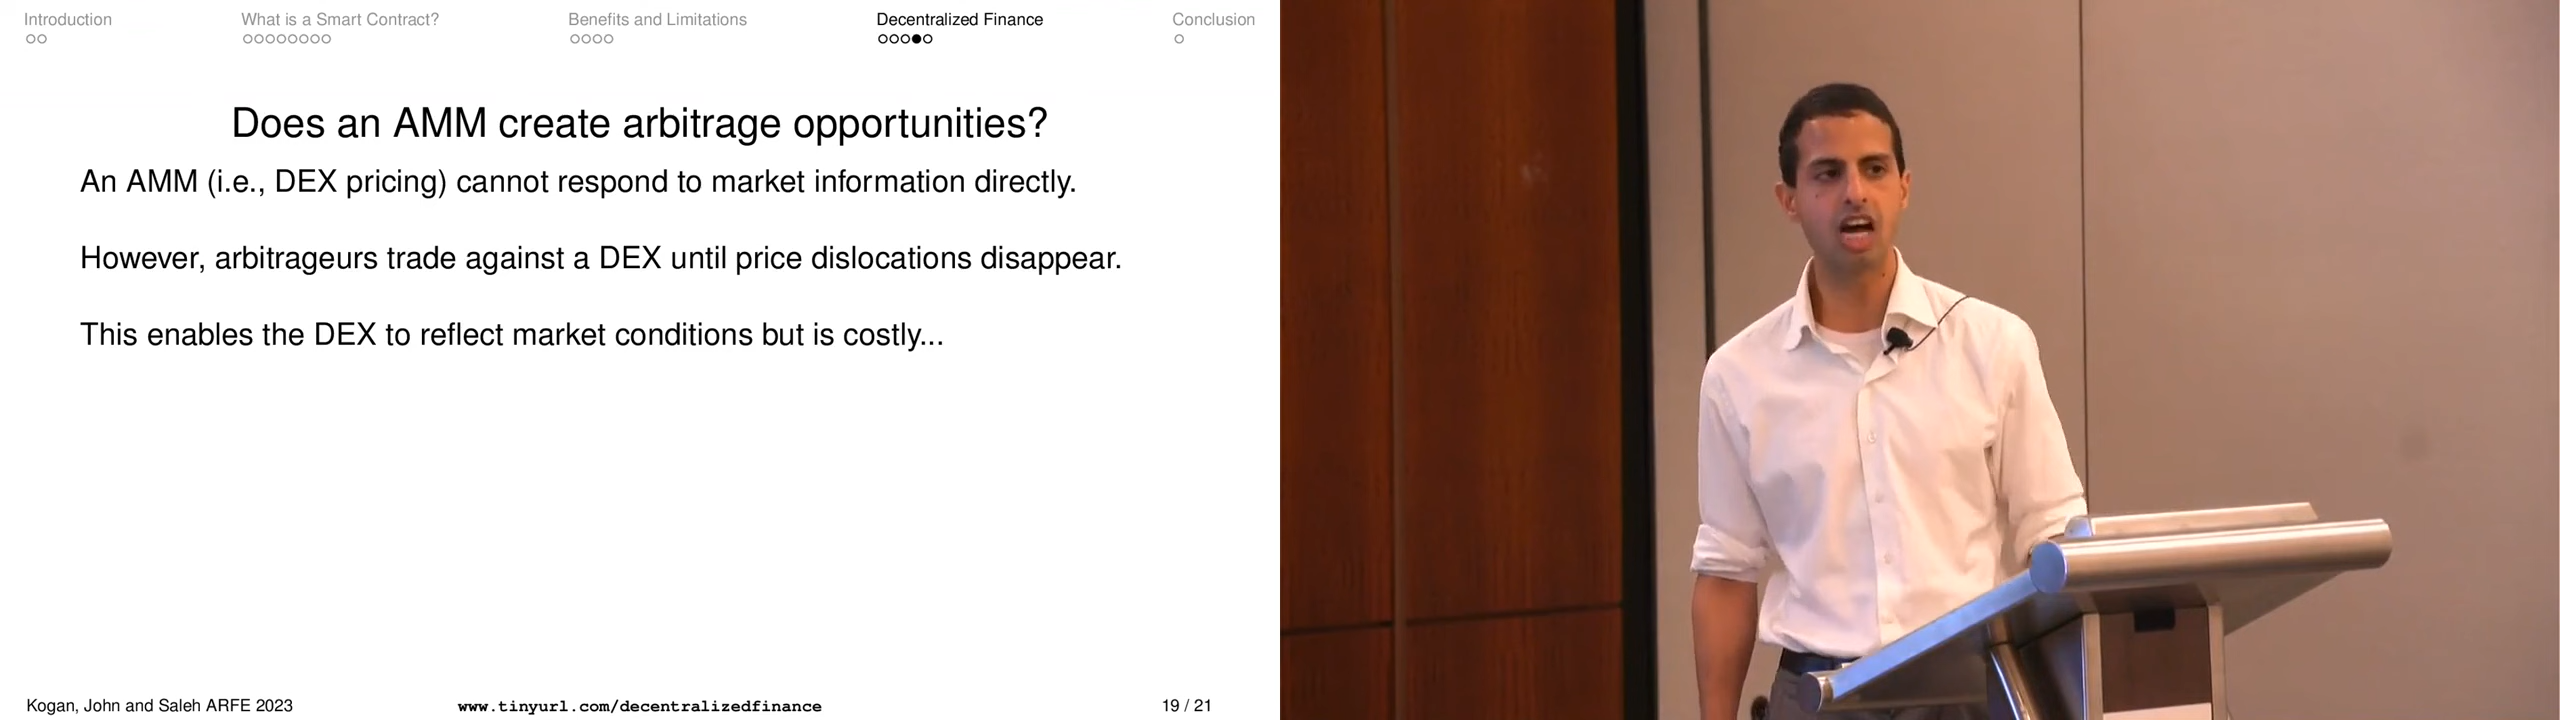 Introduction
What is a Smart Contract?
Benefits and Limitations
Decentralized Finance
Conclusion
Does an AMM create arbitrage opportunities?
An AMM (i.e., DEX pricing) cannot respond to market information directly.
However, arbitrageurs trade against a DEX until price dislocations disappear.
This enables the DEX to reflect market conditions but is costly...
Kogan, John and Saleh ARFE 2023
www.tinyurl.com/decentralizedfinance
19 / 21